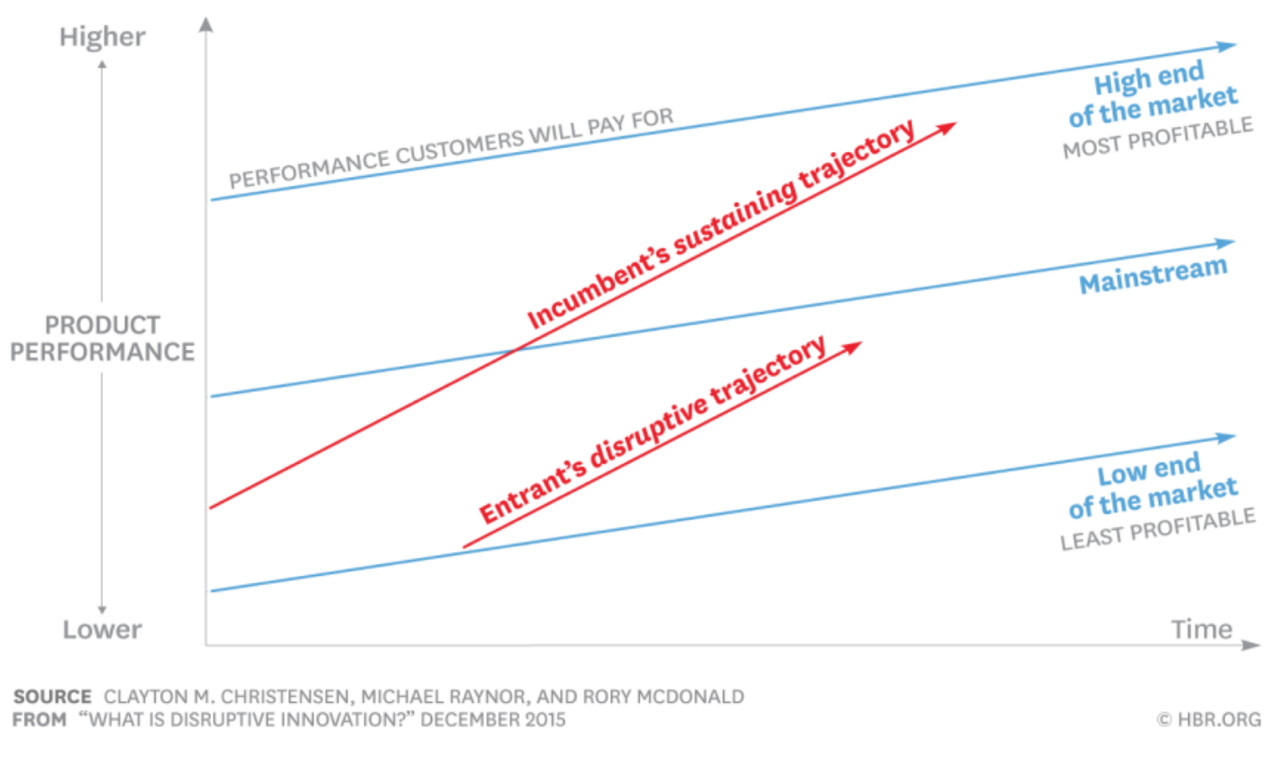 Higher
PERFORMANCE CUSTOMERS WILL PAY FOR
High end
of the market
MOST PROFITABLE
Incumbent’s sustaining trajectory
Mainstream
PRODUCT
PERFORMANCE
Entrant’s disruptive trajectory
Low end
of the market
LEAST PROFITABLE
Lower
Time
SOURCE CLAYTON M. CHRISTENSEN, MICHAEL RAYNOR, AND RORY MCDONALD
FROM “WHAT IS DISRUPTIVE INNOVATION?” DECEMBER 2015
© HBR.ORG